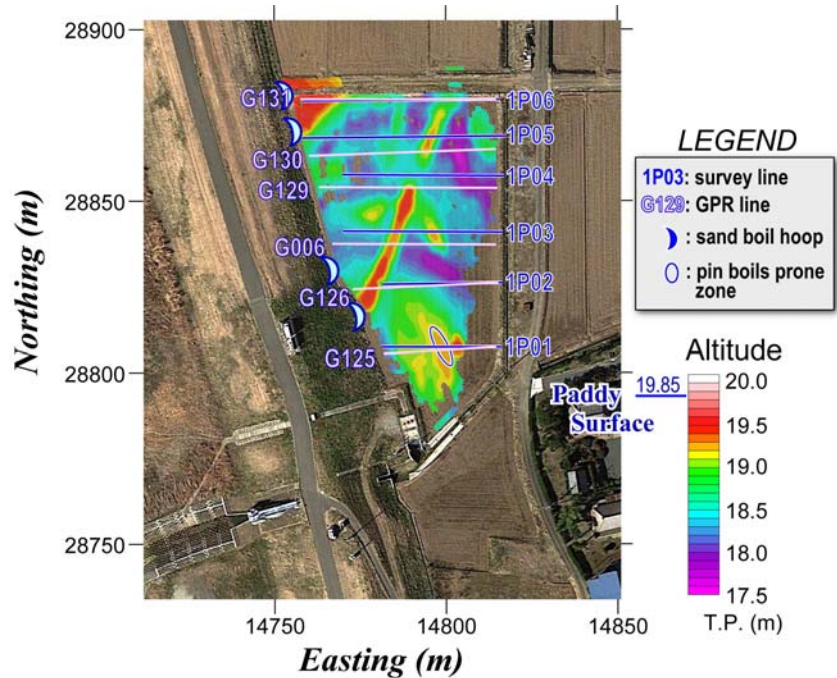 28900
28850
28800
28750
Northing (m)
14750
14800
14850
Easting (m)
G131
G130
G129
G006
G126
G125
1P06
1P05
1P04
1P03
1P02
1P01
LEGEND
1P03: survey line
G129: GPR line
: sand boil hoop
: pin boils prone
zone
Altitude
19.85
Paddy
Surface
20.0
19.5
19.0
18.5
18.0
17.5
T.P. (m)